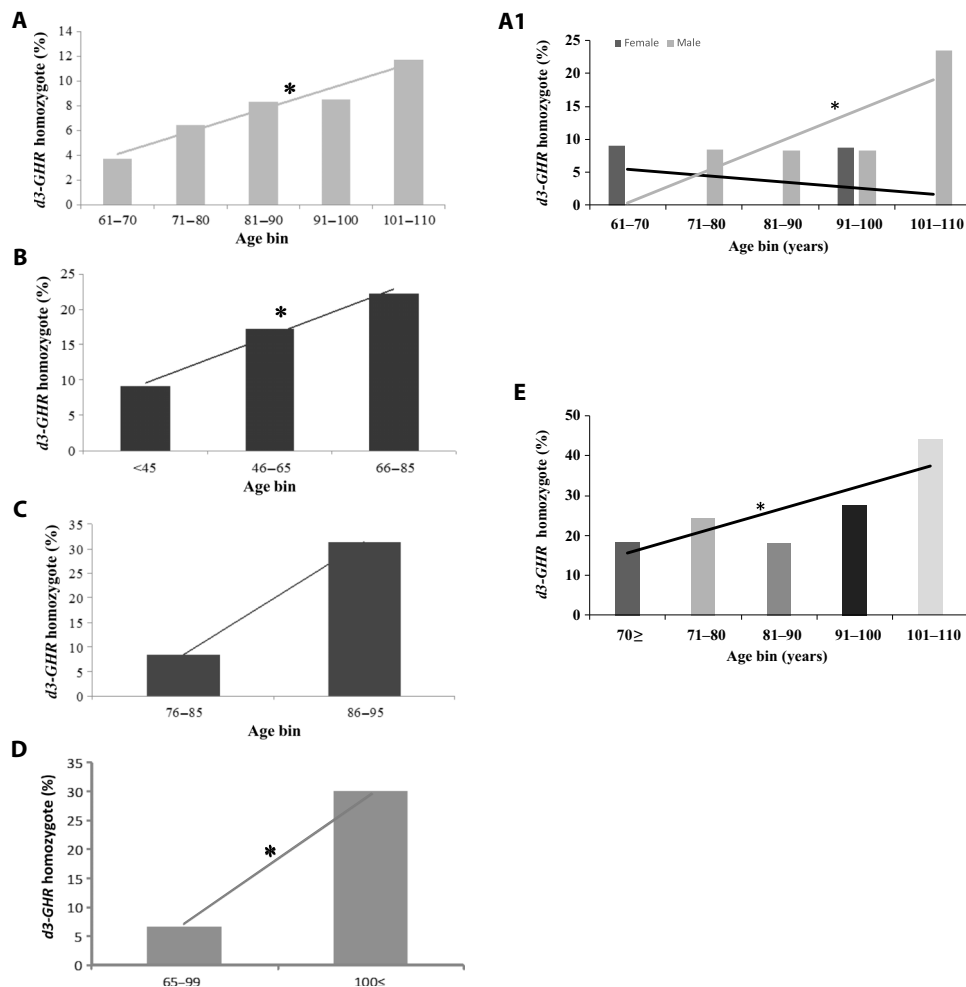 A
d3-GHR homozygote (%)
14
12
10
8
6
4
2
0
*
61–70 71–80 81–90 91–100 101–110
Age bin
A1
Female Male
d3-GHR homozygote (%)
25
20
15
10
5
0
*
61–70 71–80 81–90 91–100 101–110
Age bin (years)
B
d3-GHR homozygote (%)
25
20
15
10
5
0
*
<45 46–65 66–85
Age bin
C
d3-GHR homozygote (%)
35
30
25
20
15
10
5
0
76–85 86–95
Age bin
D
d3-GHR homozygote (%)
35
30
25
20
15
10
5
0
*
65–99 100≤
E
d3-GHR homozygote (%)
50
40
30
20
10
0
*
70≥ 71–80 81–90 91–100 101–110
Age bin (years)